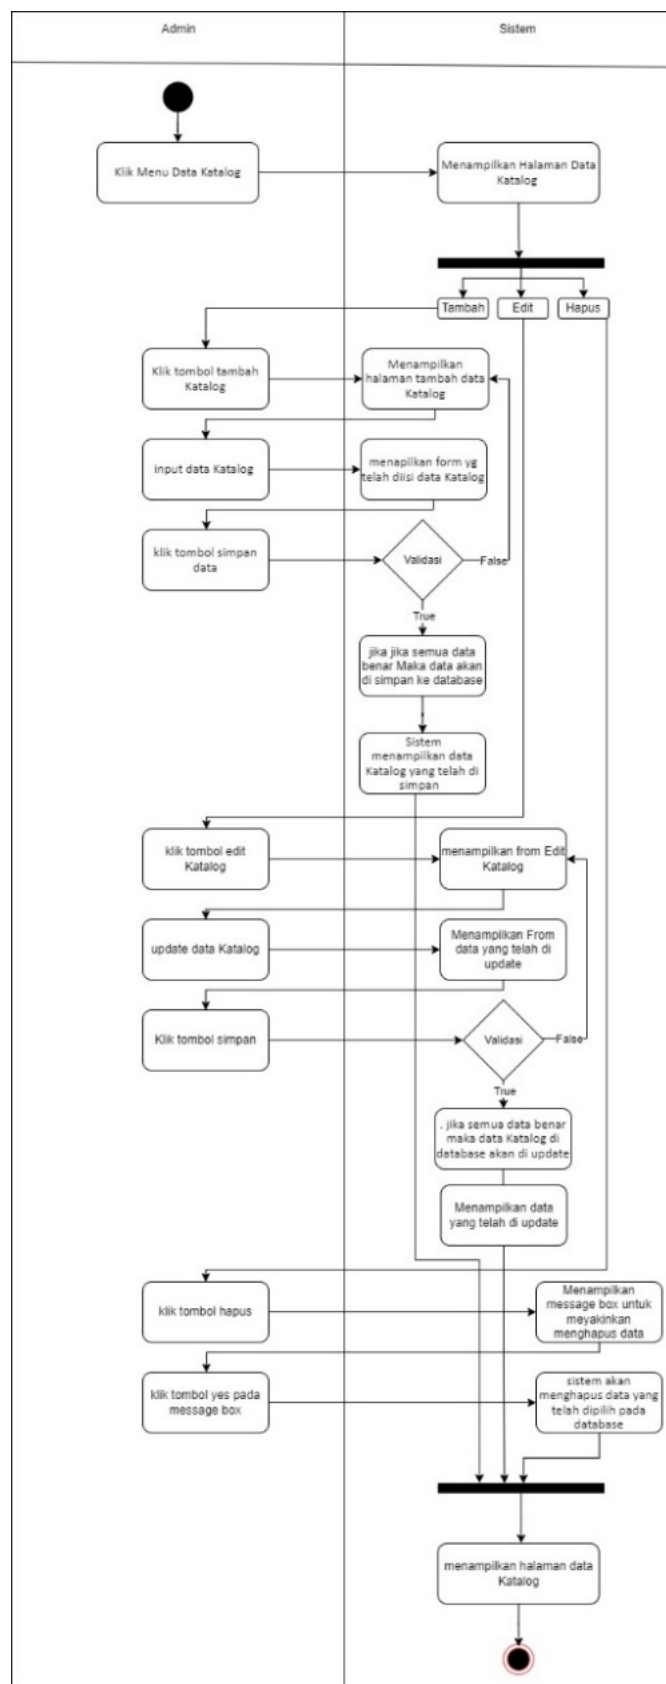 Admin
Sistem
Klik Menu Data Katalog
Menampilkan Halaman Data
Katalog
Tambah
Edit
Hapus
Klik tombol tambah
Katalog
Menampilkan
halaman tambah data
Katalog
input data Katalog
menapilkan form yg
telah diisi data Katalog
klik tombol simpan
data
Validasi
False
True
jika jika semua data
benar Maka data akan
di simpan ke database
Sistem
menampilkan data
Katalog yang telah di
simpan
klik tombol edit
Katalog
menampilkan from Edit
Katalog
update data Katalog
Menampilkan From
data yang telah di
update
Klik tombol simpan
Validasi
False
True
. jika semua data benar
maka data Katalog di
database akan di update
Menampilkan data
yang telah di update
klik tombol hapus
Menampilkan
message box untuk
meyakinkan
menghapus data
klik tombol yes pada
message box
sistem akan
menghapus data yang
telah dipilih pada
database
menampilkan halaman data
Katalog